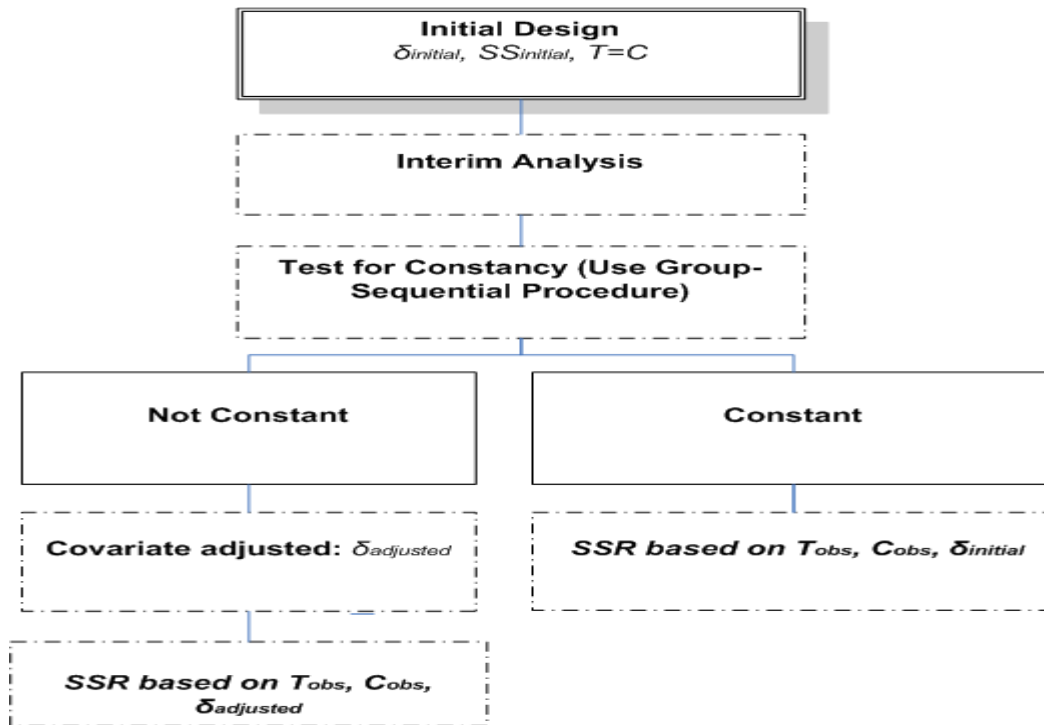 Initial Design
δinitial, SSinitial, T=C
Interim Analysis
Test for Constancy (Use Group-
Sequential Procedure)
Not Constant
Constant
Covariate adjusted: δadjusted
SSR based on Tobs, Cobs, δinitial
SSR based on Tobs, Cobs,
δadjusted